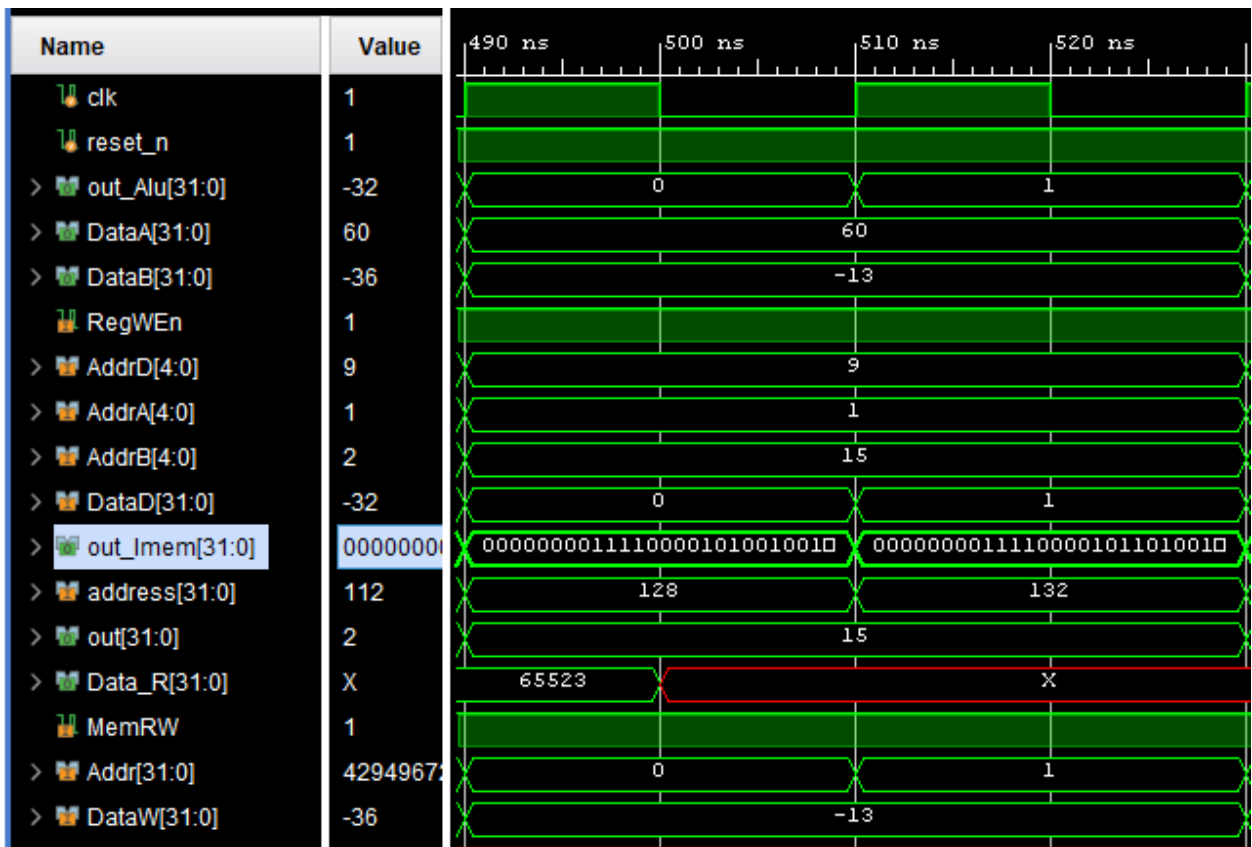 Name Value 490 ns 500 ns 510 ns 520 ns
clk 1
reset_n 1
out_Alu[31:0] -32 0 1
DataA[31:0] 60 60
DataB[31:0] -36 -13
RegWEn 1
AddrD[4:0] 9 9
AddrA[4:0] 1 1
AddrB[4:0] 2 15
DataD[31:0] -32 0 1
out_Imem[31:0] 00000000 00000000111100001010010010 00000000111100001011010010
address[31:0] 112 128 132
out[31:0] 2 15
Data_R[31:0] X 65523 X
MemRW 1
Addr[31:0] 4294967 0 1
DataW[31:0] -36 -13